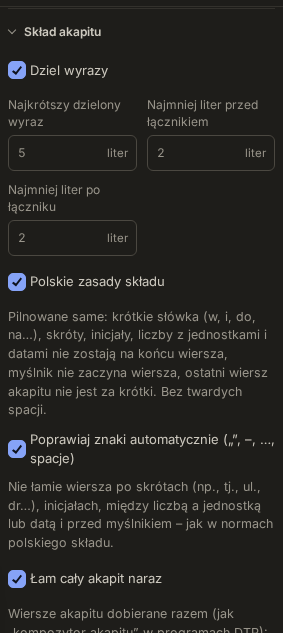 Skład akapitu
Dziel wyrazy
Najkrótszy dzielony
wyraz
5 liter
Najmniej liter przed
łącznikiem
2 liter
Najmniej liter po
łączniku
2 liter
Polskie zasady składu
Pilnowane same: krótkie słówka (w, i, do,
na…), skróty, inicjały, liczby z jednostkami i
datami nie zostają na końcu wiersza,
myślnik nie zaczyna wiersza, ostatni wiersz
akapitu nie jest za krótki. Bez twardych
spacji.
Poprawiaj znaki automatycznie („”, –, …,
spacje)
Nie łamie wiersza po skrótach (np., tj., ul.,
dr…), inicjałach, między liczbą a jednostką
lub datą i przed myślnikiem – jak w normach
polskiego składu.
Łam cały akapit naraz
Wiersze akapitu dobierane razem (jak
„kompozytor akapitu” w programach DTP):